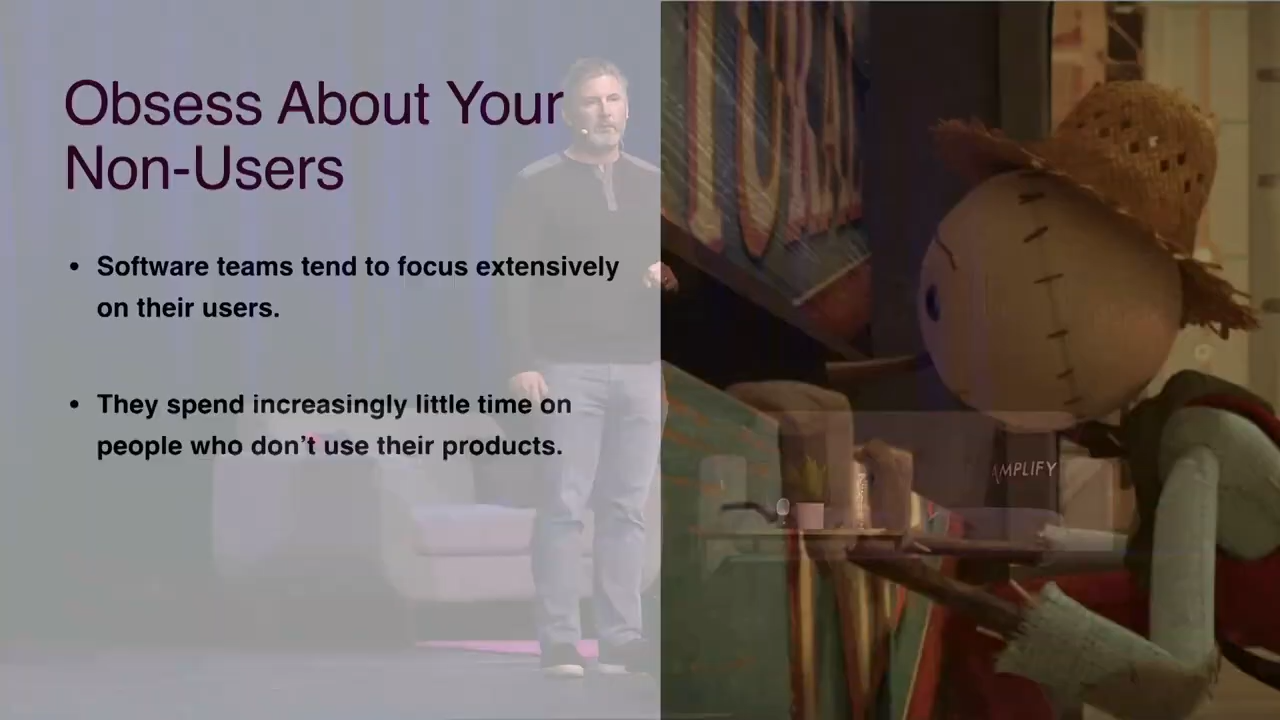 Obsess About Your
Non-Users
• Software teams tend to focus extensively
on their users.
• They spend increasingly little time on
people who don’t use their products.
AMPLIFY